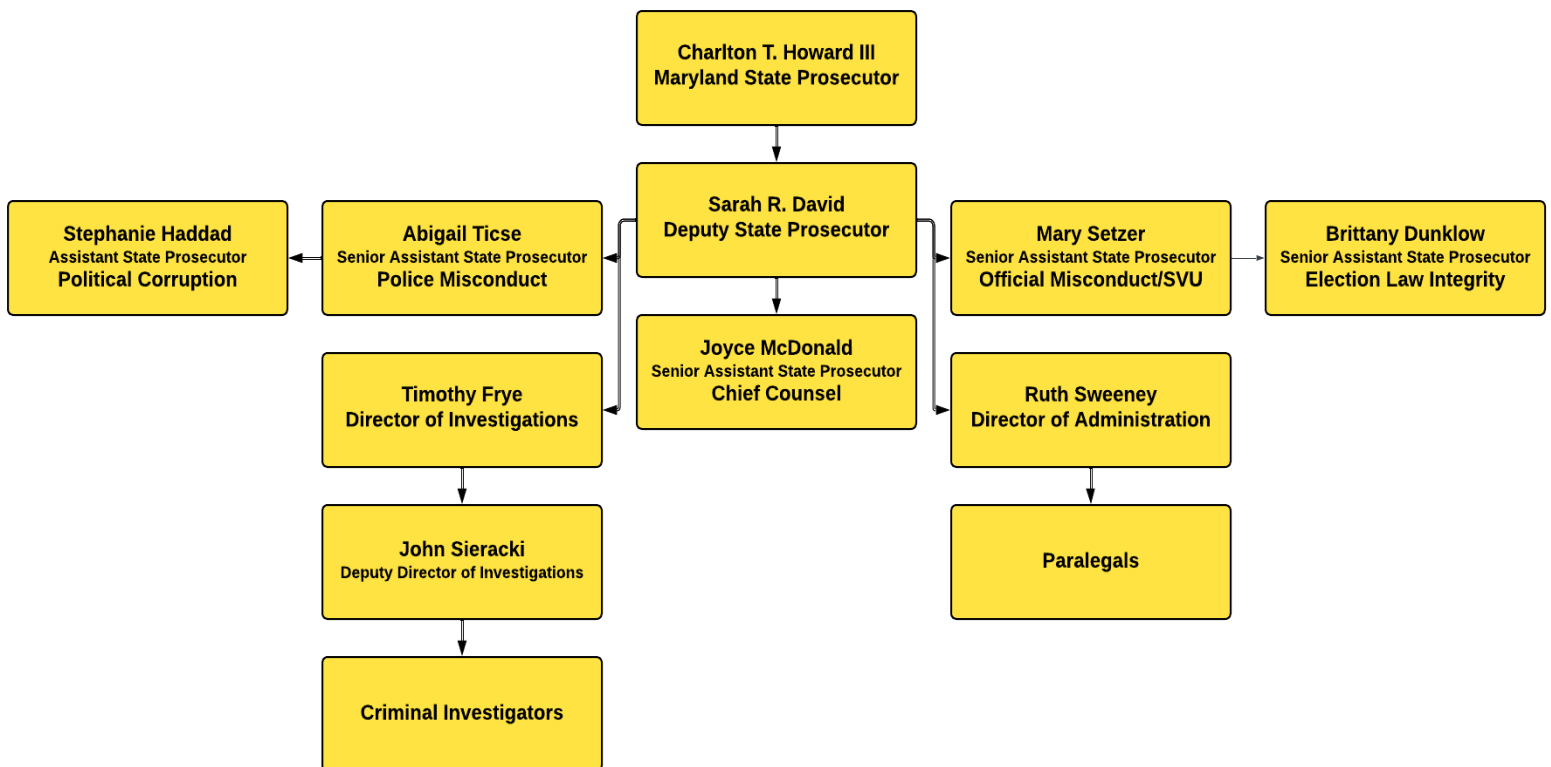 Charlton T. Howard III
Maryland State Prosecutor
Sarah R. David
Deputy State Prosecutor
Stephanie Haddad
Assistant State Prosecutor
Political Corruption
Abigail Ticse
Senior Assistant State Prosecutor
Police Misconduct
Mary Setzer
Senior Assistant State Prosecutor
Official Misconduct/SVU
Brittany Dunklow
Senior Assistant State Prosecutor
Election Law Integrity
Joyce McDonald
Senior Assistant State Prosecutor
Chief Counsel
Timothy Frye
Director of Investigations
Ruth Sweeney
Director of Administration
John Sieracki
Deputy Director of Investigations
Paralegals
Criminal Investigators